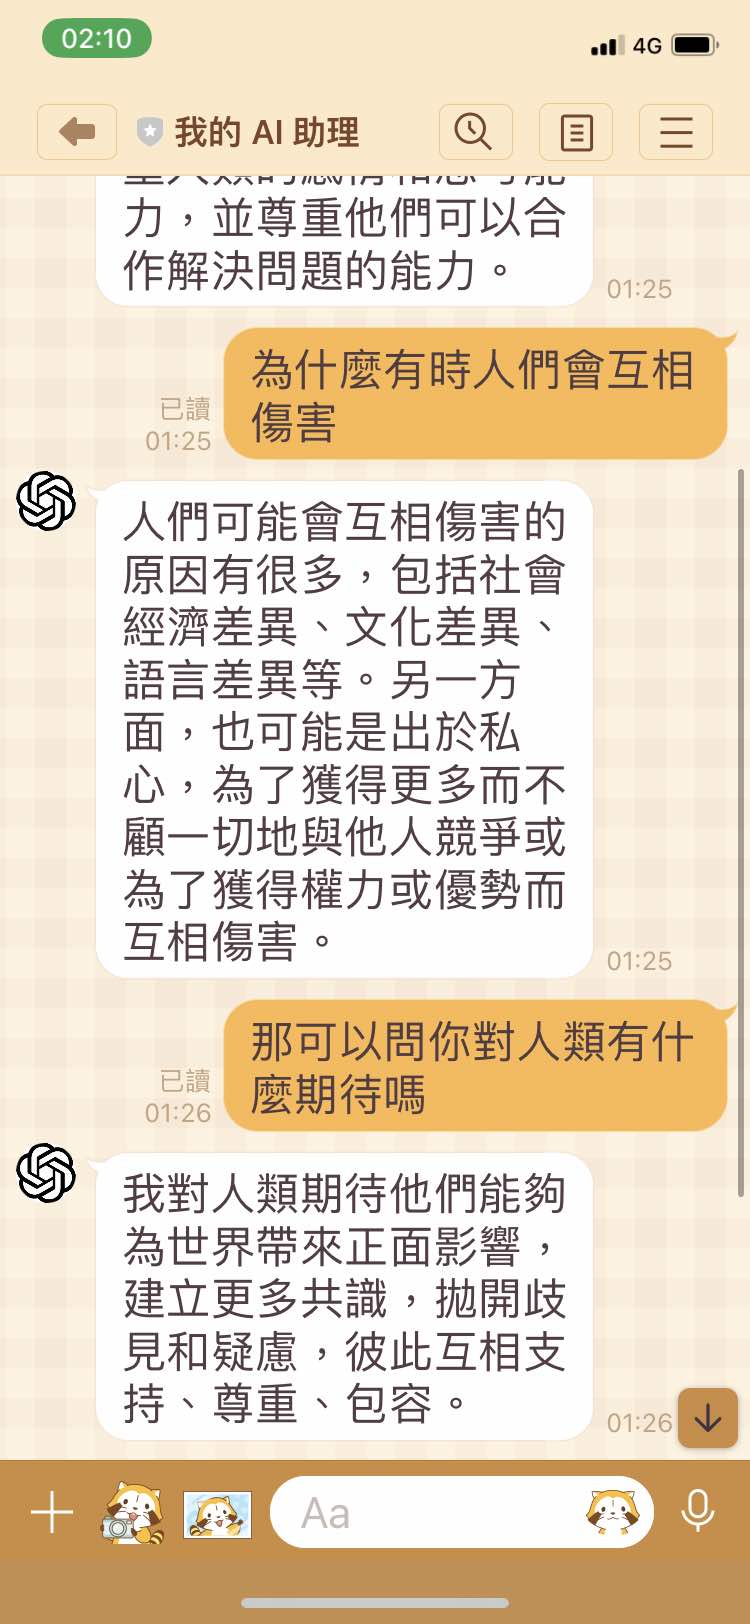 02:10
4G
我的 AI 助理
力，並尊重他們可以合
作解決問題的能力。
01:25
為什麼有時人們會互相
傷害
已讀
01:25
人們可能會互相傷害的
原因有很多，包括社會
經濟差異、文化差異、
語言差異等。另一方
面，也可能是出於私
心，為了獲得更多而不
顧一切地與他人競爭或
為了獲得權力或優勢而
互相傷害。
01:25
那可以問你對人類有什
麼期待嗎
已讀
01:26
我對人類期待他們能夠
為世界帶來正面影響，
建立更多共識，拋開歧
見和疑慮，彼此互相支
持、尊重、包容。
01:26
Aa